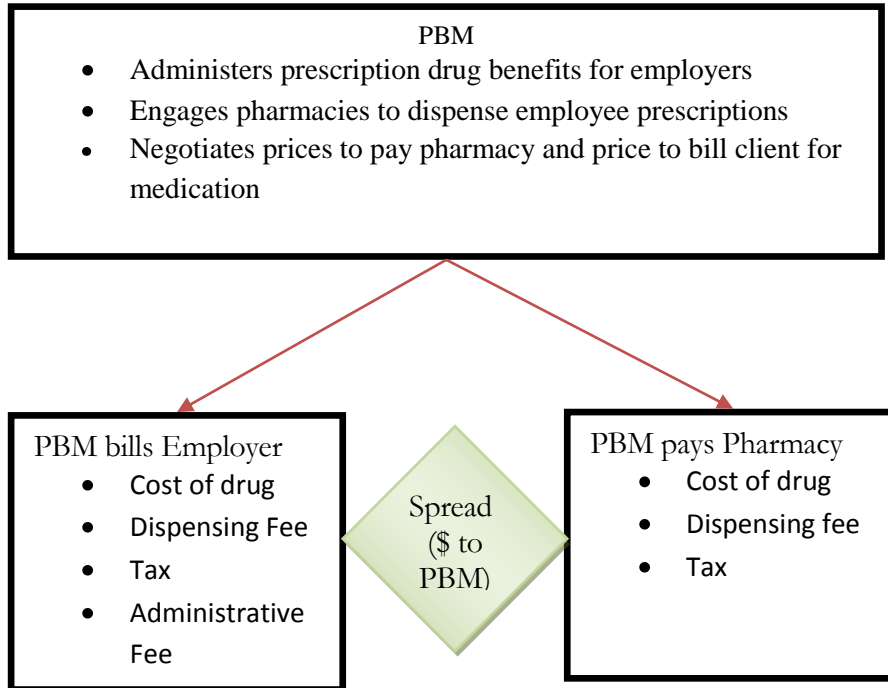 PBM
• Administers prescription drug benefits for employers
• Engages pharmacies to dispense employee prescriptions
• Negotiates prices to pay pharmacy and price to bill client for
medication
PBM bills Employer
• Cost of drug
• Dispensing Fee
• Tax
• Administrative
Fee
Spread
($ to
PBM)
PBM pays Pharmacy
• Cost of drug
• Dispensing fee
• Tax